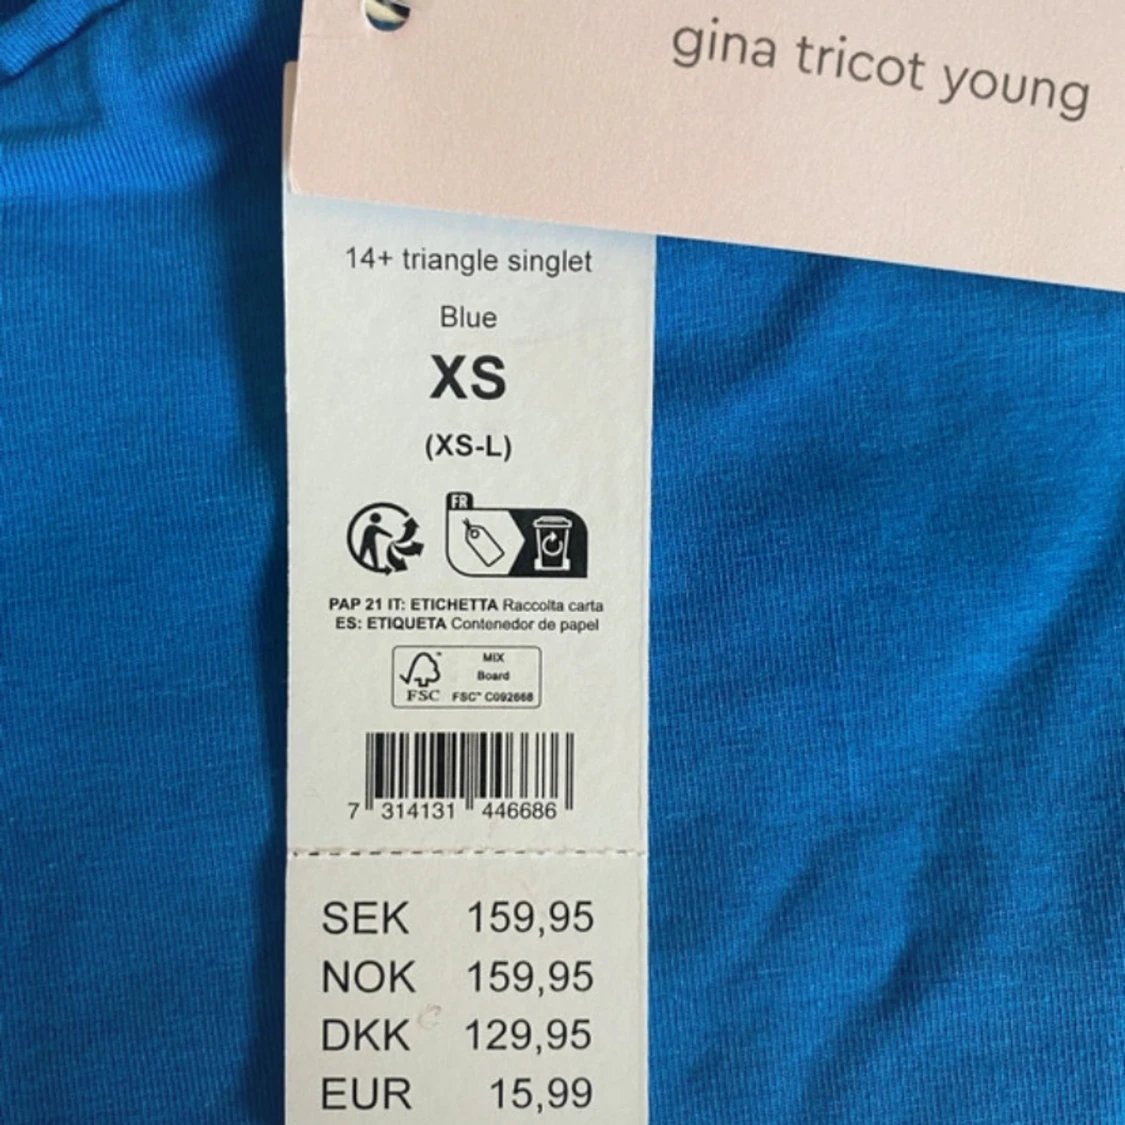 gina tricot young
14+ triangle singlet
Blue
XS
(XS-L)
FR
PAP 21 IT: ETICHETTA Raccolta carta
ES: ETIQUETA Contenedor de papel
MIX
Board
FSC FSC™ C092668
7 314131 446686
SEK 159,95
NOK 159,95
DKK 129,95
EUR 15,99